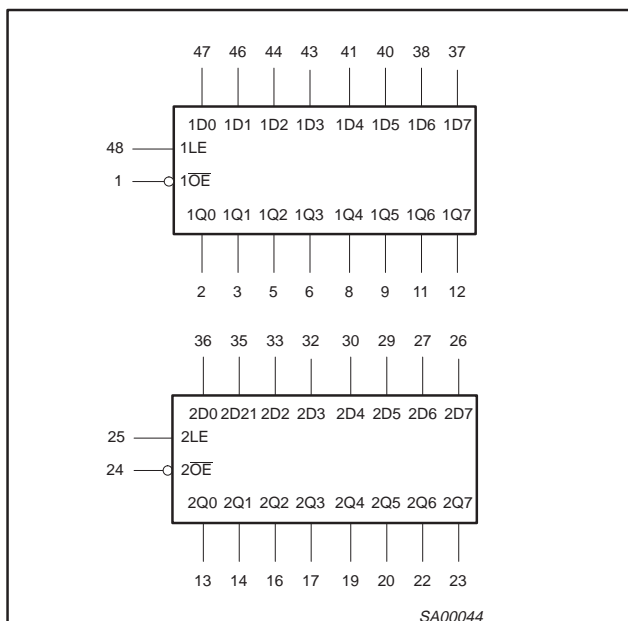 47 46 44 43 41 40 38 37
1D0 1D1 1D2 1D3 1D4 1D5 1D6 1D7
48 1LE
1 1O̅E̅
1Q0 1Q1 1Q2 1Q3 1Q4 1Q5 1Q6 1Q7
2 3 5 6 8 9 11 12
36 35 33 32 30 29 27 26
2D0 2D21 2D2 2D3 2D4 2D5 2D6 2D7
25 2LE
24 2O̅E̅
2Q0 2Q1 2Q2 2Q3 2Q4 2Q5 2Q6 2Q7
13 14 16 17 19 20 22 23
SA00044